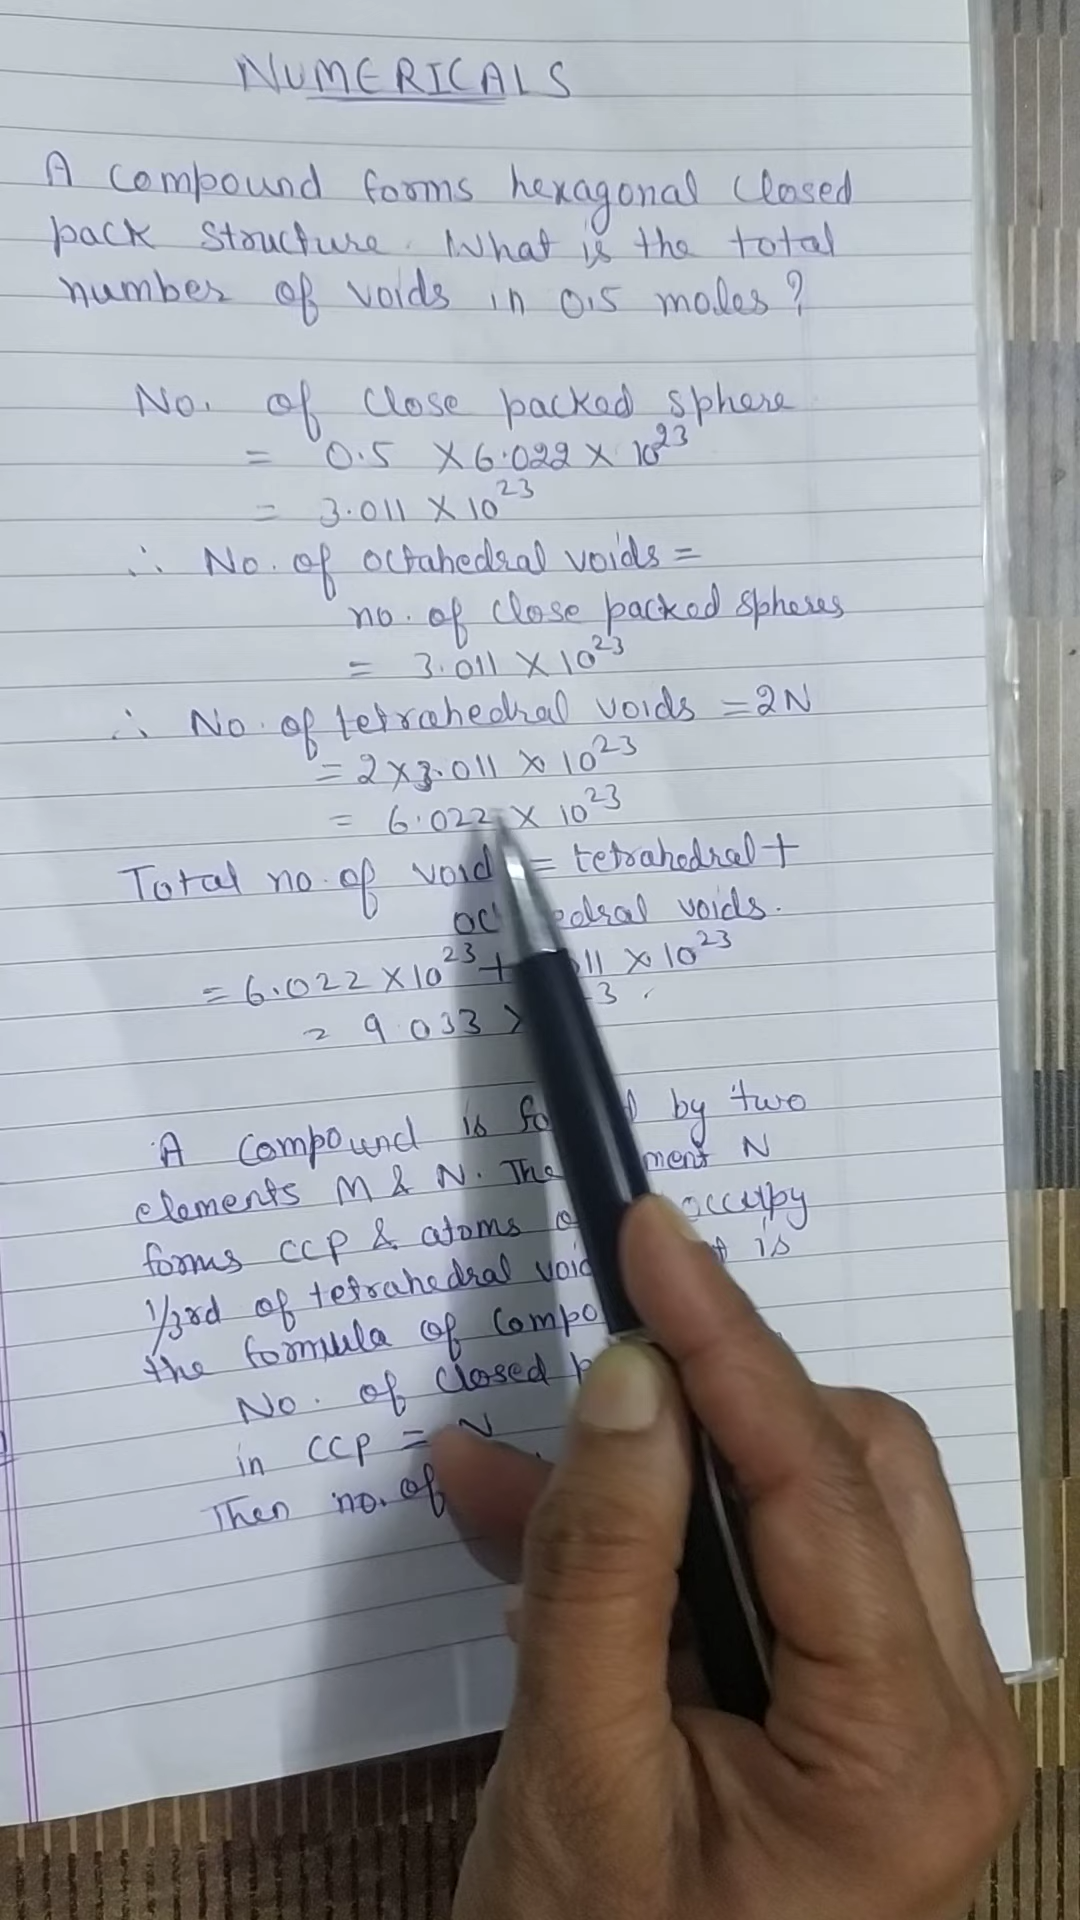 NUMERICALS
A compound forms hexagonal closed
pack structure. What is the total
number of voids in 0.5 moles?
No. of close packed sphere
= 0.5 × 6.022 × 10²³
= 3.011 × 10²³
∴ No. of octahedral voids =
no. of close packed spheres
= 3.011 × 10²³
∴ No. of tetrahedral voids = 2N
= 2 × 3.011 × 10²³
= 6.022 × 10²³
Total no. of void = tetrahedral +
voids.
= 6.022 × 10²³ + 11 × 10²³
= 9.033 ×
A compound is by two
elements M & N. The N
forms CCP & atoms occupy
1/3rd of tetrahedral is
the formula of
No. of closed
in CCP = N
Then no. of